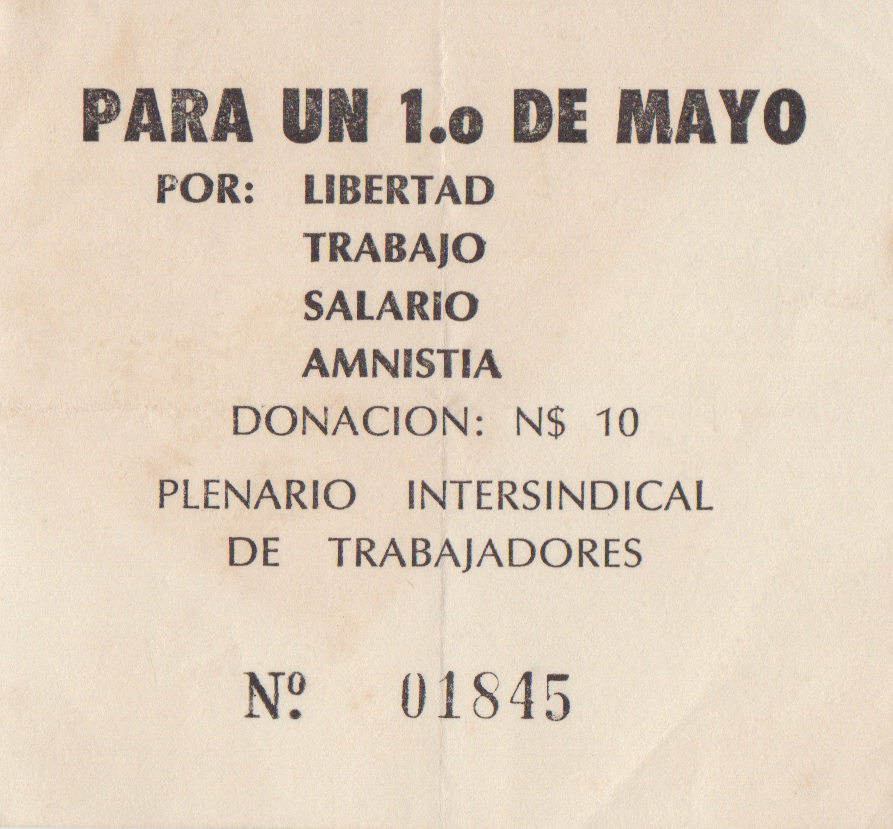 PARA UN 1.o DE MAYO
POR: LIBERTAD
TRABAJO
SALARIO
AMNISTIA
DONACION: N$ 10
PLENARIO INTERSINDICAL
DE TRABAJADORES
Nº. 01845